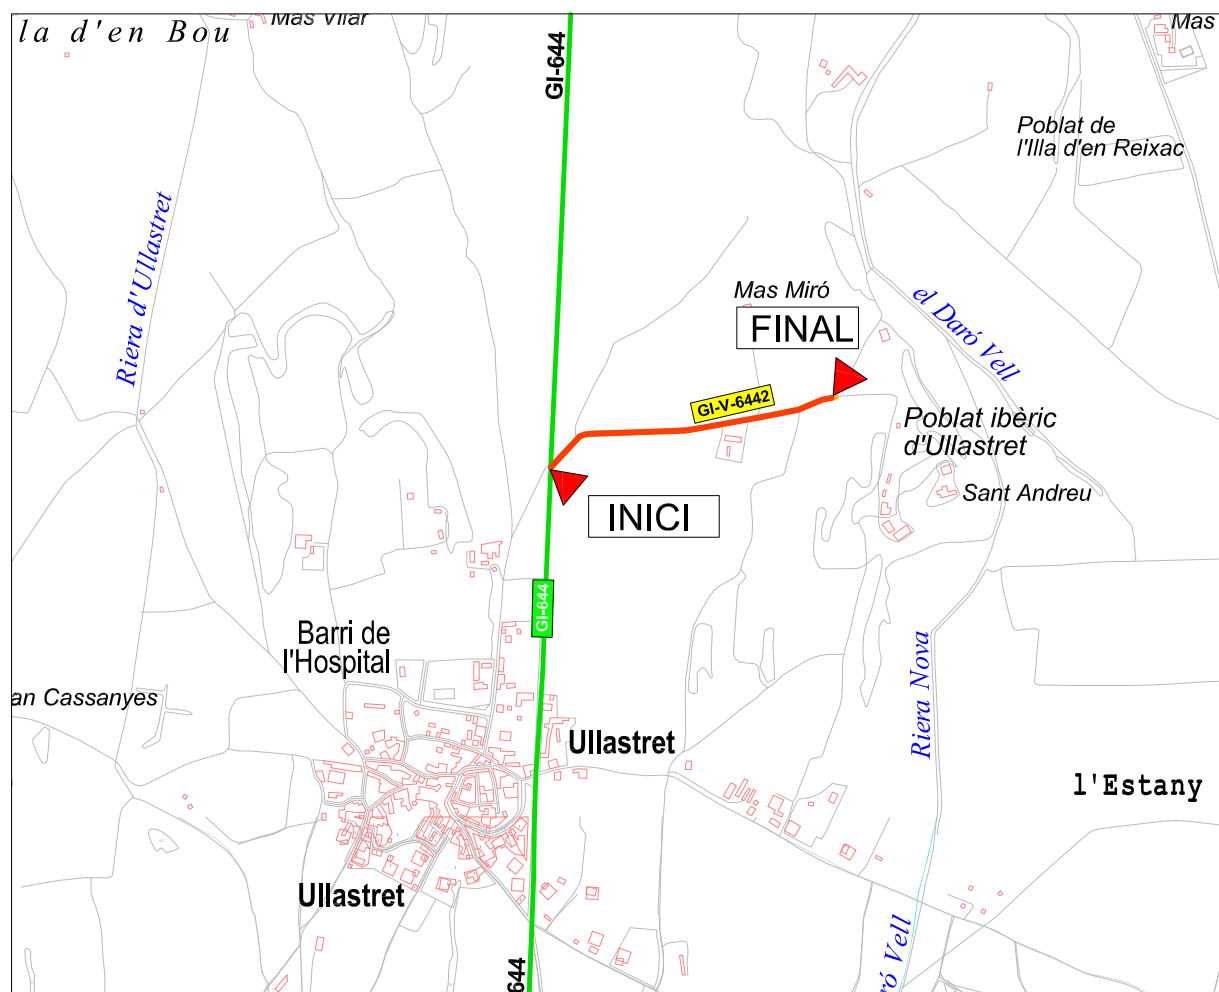 Mas Vilar
la d'en Bou
Mas
GI-644
Poblat de
l'Illa d'en Reixac
Riera d'Ullastret
Mas Miró
el Daró Vell
FINAL
GI-V-6442
Poblat iberic
d'Ullastret
Sant Andreu
INICI
GI-644
Barri de
l'Hospital
Riera Nova
an Cassanyes
Ullastret
l'Estany
Ullastret
ró Vell
644